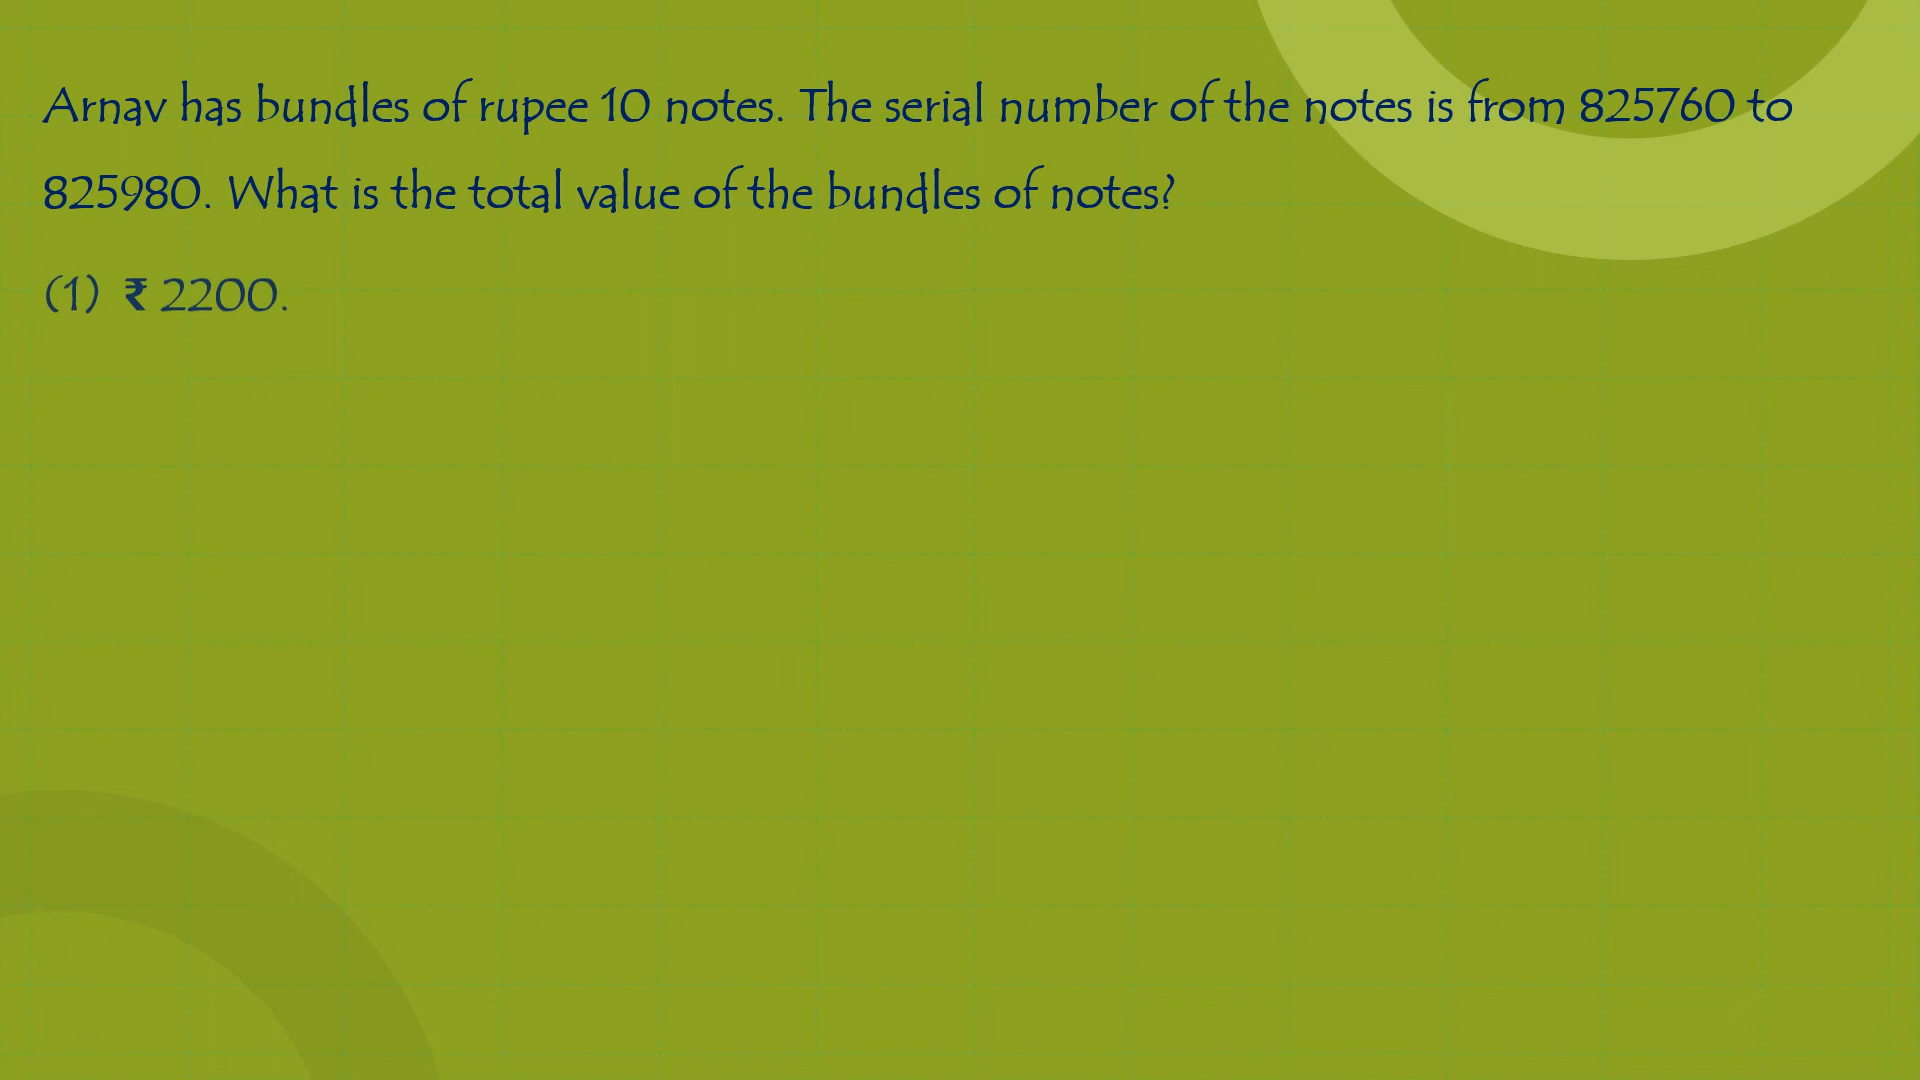 Arnav has bundles of rupee 10 notes. The serial number of the notes is from 825760 to
825980. What is the total value of the bundles of notes?
(1) ₹ 2200.